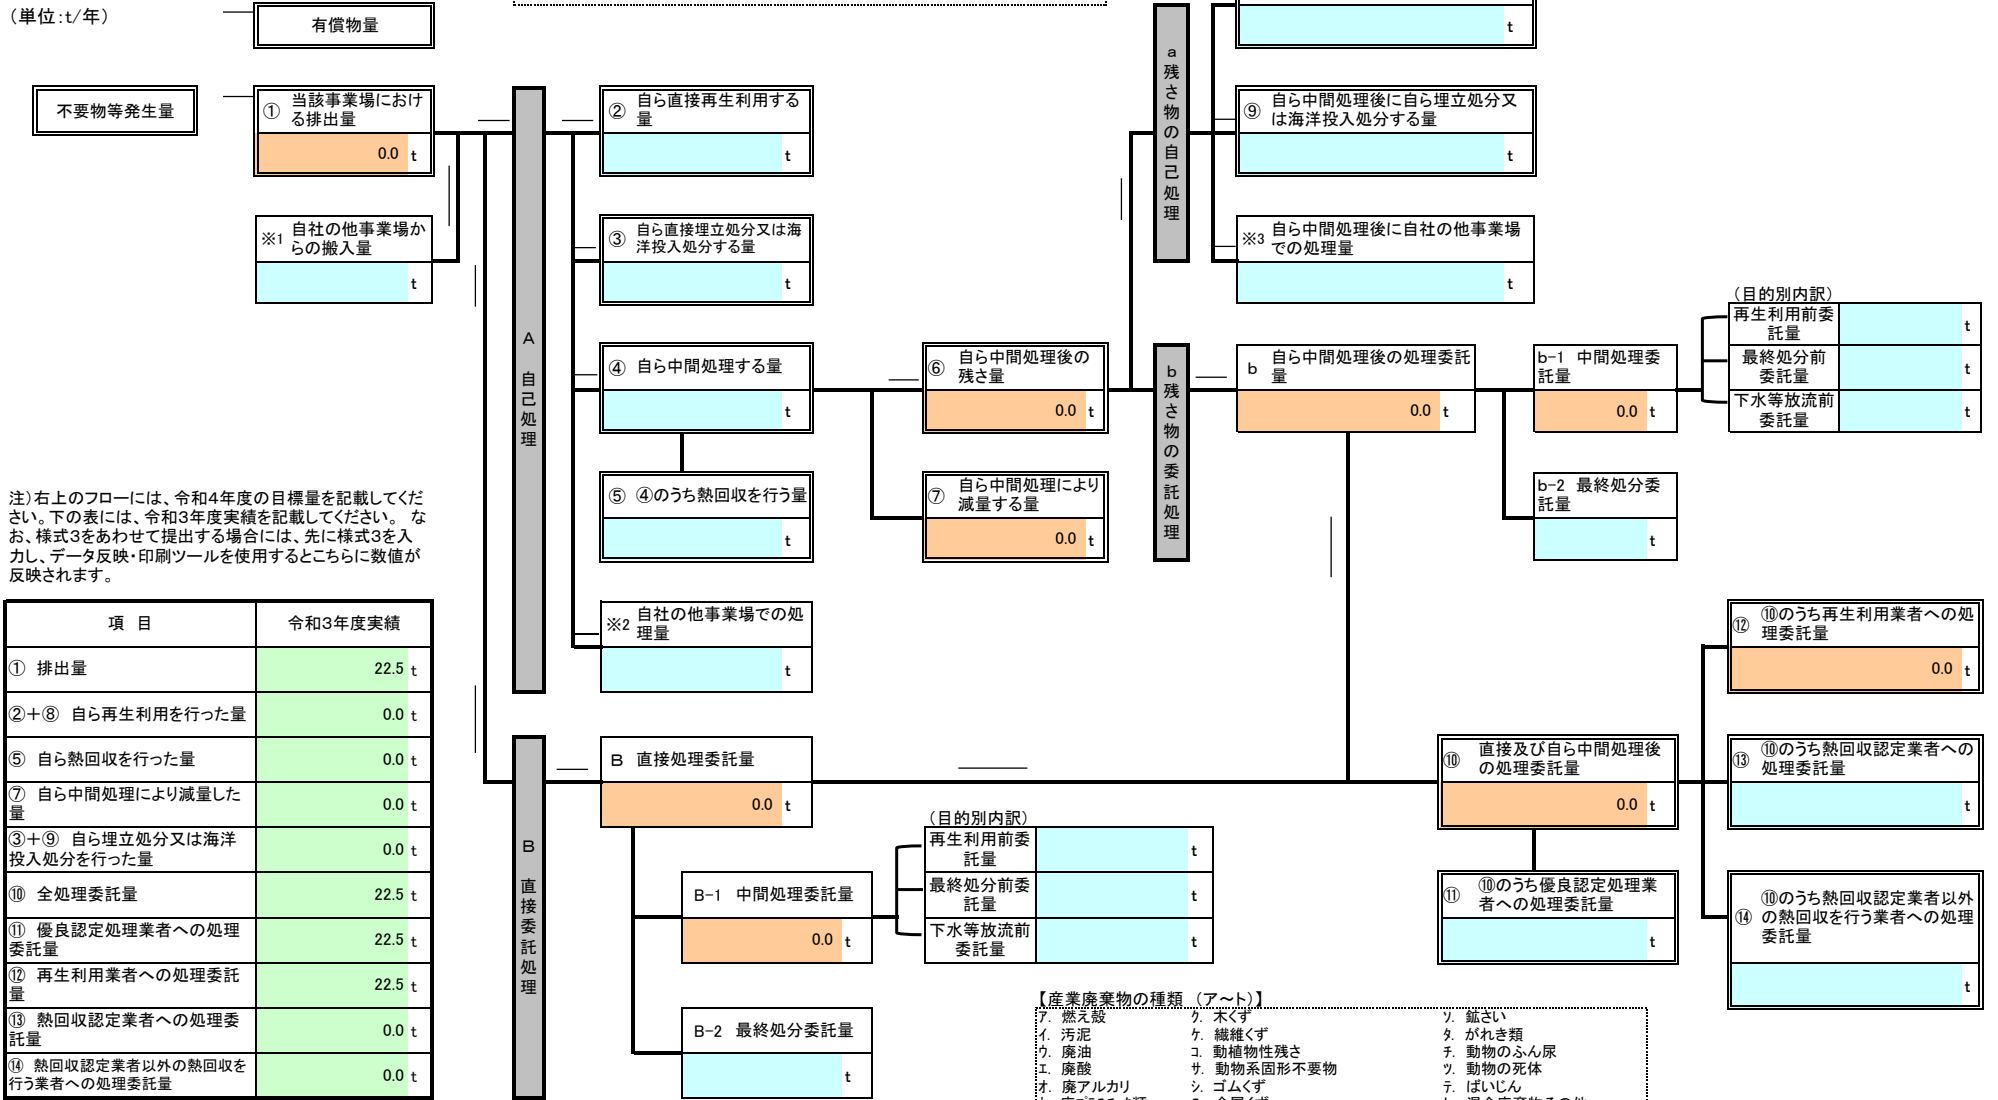 （単位：t/年）
有償物量
t
不要物等発生量
① 当該事業場におけ
る排出量
0.0 t
※1 自社の他事業場か
らの搬入量
t
A 自己処理
② 自ら直接再生利用する
量
t
③ 自ら直接埋立処分又は海
洋投入処分する量
t
④ 自ら中間処理する量
t
⑤ ④のうち熱回収を行う量
t
※2 自社の他事業場での処
理量
t
⑥ 自ら中間処理後の
残さ量
0.0 t
⑦ 自ら中間処理により
減量する量
0.0 t
a 残さ物の自己処理
⑨ 自ら中間処理後に自ら埋立処分又
は海洋投入処分する量
t
※3 自ら中間処理後に自社の他事業場
での処理量
t
b 残さ物の委託処理
b 自ら中間処理後の処理委託
量
0.0 t
b-1 中間処理委
託量
0.0 t
b-2 最終処分委
託量
t
（目的別内訳）
再生利用前委
託量
t
最終処分前
委託量
t
下水等放流前
委託量
t
注）右上のフローには、令和４年度の目標量を記載してくだ
さい。下の表には、令和３年度実績を記載してください。 な
お、様式３をあわせて提出する場合には、先に様式３を入
力し、データ反映・印刷ツールを使用するとこちらに数値が
反映されます。
項 目 令和３年度実績
① 排出量 22.5 t
②＋⑧ 自ら再生利用を行った量 0.0 t
⑤ 自ら熱回収を行った量 0.0 t
⑦ 自ら中間処理により減量した
量 0.0 t
③＋⑨ 自ら埋立処分又は海洋
投入処分を行った量 0.0 t
⑩ 全処理委託量 22.5 t
⑪ 優良認定処理業者への処理
委託量 22.5 t
⑫ 再生利用業者への処理委託
量 22.5 t
⑬ 熱回収認定業者への処理委
託量 0.0 t
⑭ 熱回収認定業者以外の熱回収を
行う業者への処理委託量 0.0 t
B 直接委託処理
B 直接処理委託量
0.0 t
B-1 中間処理委託量
0.0 t
B-2 最終処分委託量
t
（目的別内訳）
再生利用前委
託量
t
最終処分前委
託量
t
下水等放流前
委託量
t
⑩ 直接及び自ら中間処理後
の処理委託量
0.0 t
⑪ ⑩のうち優良認定処理業
者への処理委託量
t
⑫ ⑩のうち再生利用業者への処
理委託量
0.0 t
⑬ ⑩のうち熱回収認定業者への
処理委託量
t
⑭ ⑩のうち熱回収認定業者以外
の熱回収を行う業者への処理
委託量
t
【産業廃棄物の種類 （ア～ト）】
ア. 燃え殻 ク. 木くず ソ. 鉱さい
イ. 汚泥 ケ. 繊維くず タ. がれき類
ウ. 廃油 コ. 動植物性残さ チ. 動物のふん尿
エ. 廃酸 サ. 動物系固形不要物 ツ. 動物の死体
オ. 廃アルカリ シ. ゴムくず テ. ばいじん